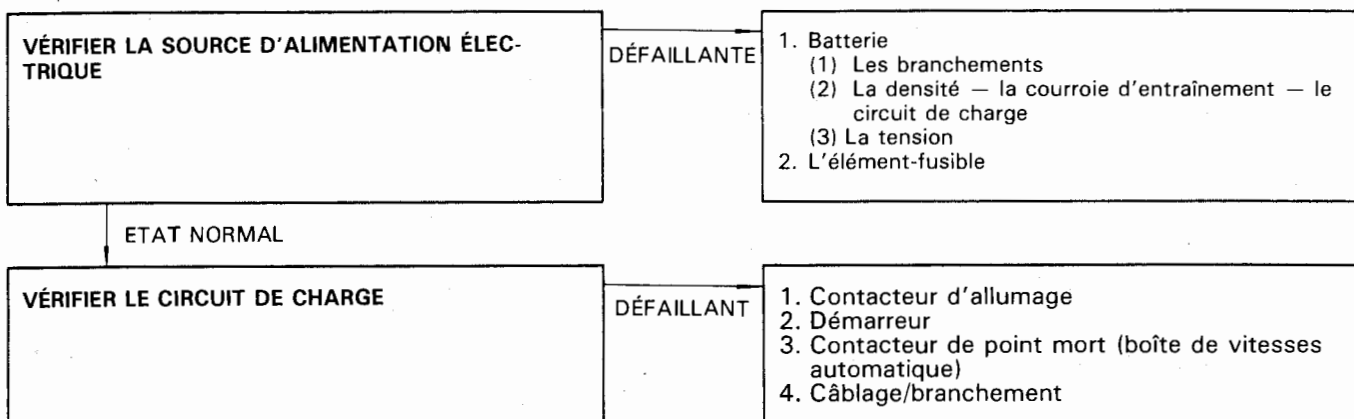 VÉRIFIER LA SOURCE D'ALIMENTATION ÉLEC-
TRIQUE
DÉFAILLANTE
1. Batterie
(1) Les branchements
(2) La densité — la courroie d'entraînement — le
circuit de charge
(3) La tension
2. L'élément-fusible
ETAT NORMAL
VÉRIFIER LE CIRCUIT DE CHARGE
DÉFAILLANT
1. Contacteur d'allumage
2. Démarreur
3. Contacteur de point mort (boîte de vitesses
automatique)
4. Câblage/branchement